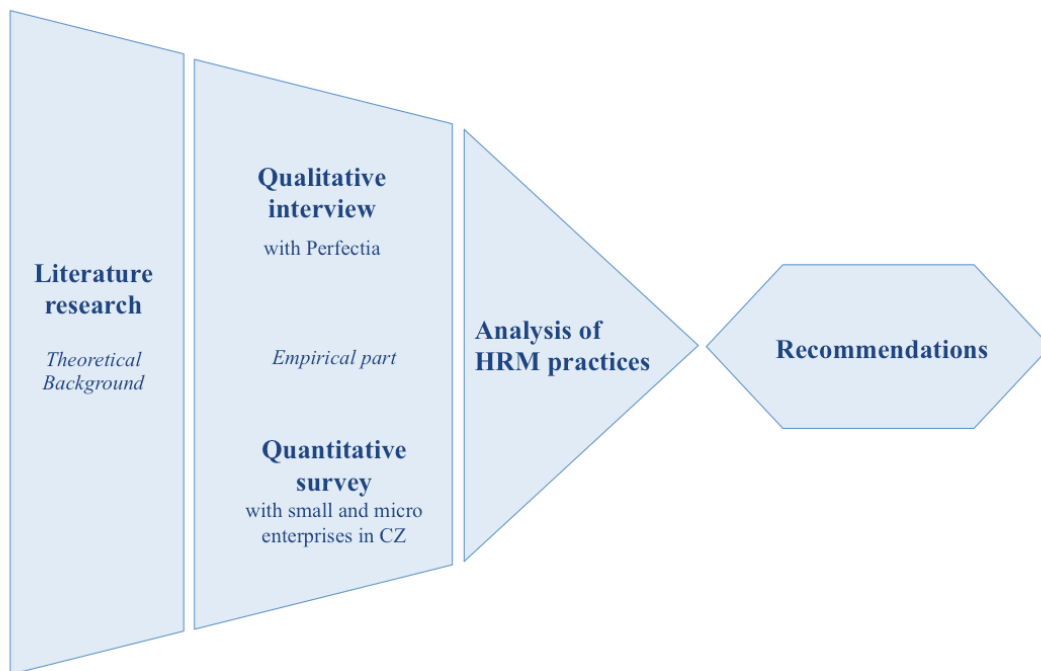 Literature
research
Theoretical
Background
Qualitative
interview
with Perfectia
Empirical part
Quantitative
survey
with small and micro
enterprises in CZ
Analysis of
HRM practices
Recommendations